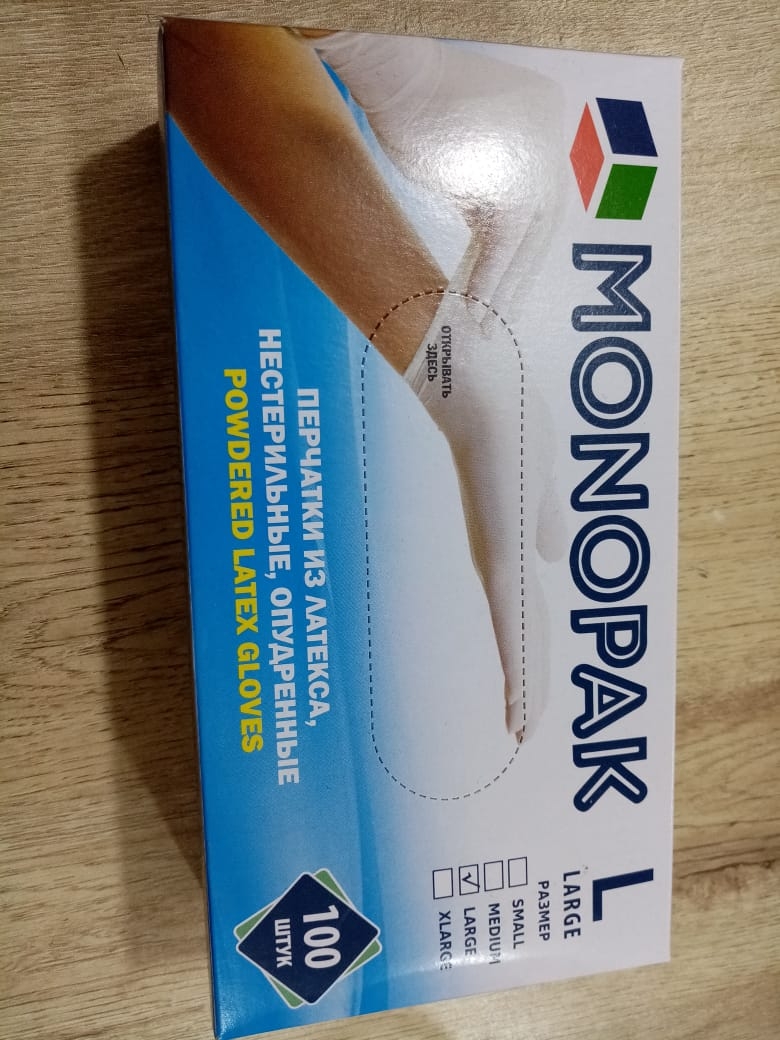 MONOPAK
L
LARGE
РАЗМЕР
SMALL
MEDIUM
LARGE
XLARGE
ОТКРЫВАТЬ
ЗДЕСЬ
ПЕРЧАТКИ ИЗ ЛАТЕКСА,
НЕСТЕРИЛЬНЫЕ, ОПУДРЕННЫЕ
POWDERED LATEX GLOVES
100
ШТУК